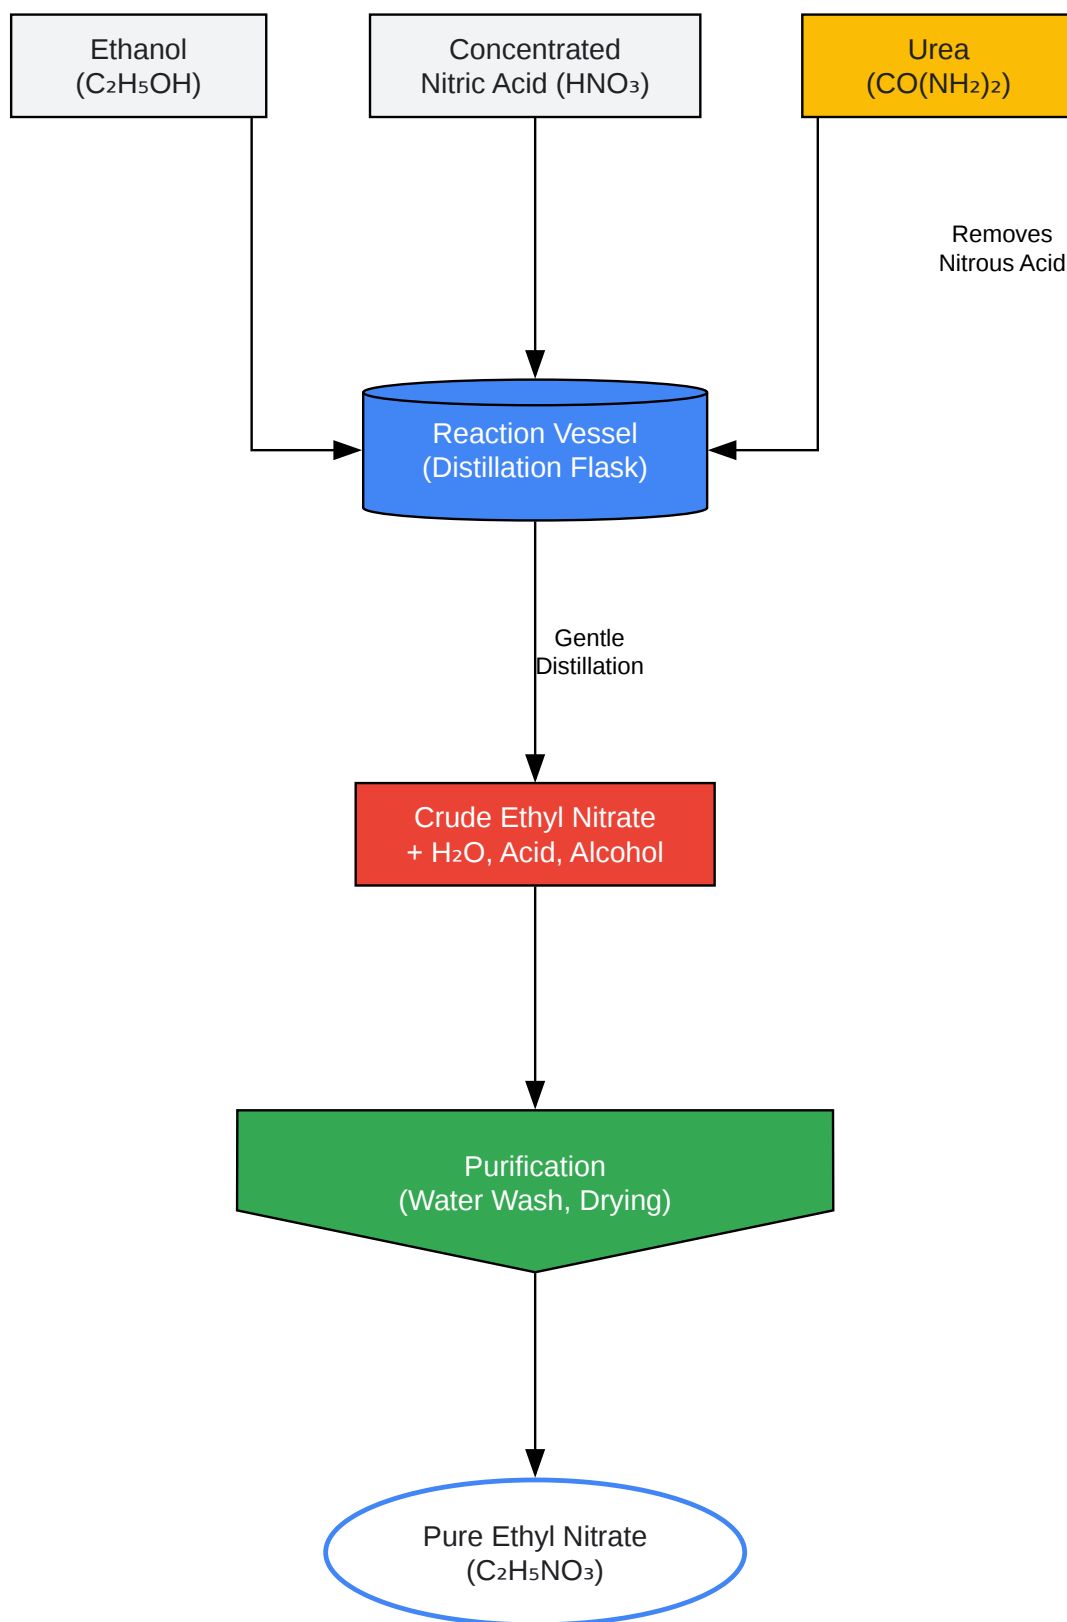 Ethanol
(C₂H₅OH)
Concentrated
Nitric Acid (HNO₃)
Urea
(CO(NH₂)₂)
Removes
Nitrous Acid
Reaction Vessel
(Distillation Flask)
Gentle
Distillation
Crude Ethyl Nitrate
+ H₂O, Acid, Alcohol
Purification
(Water Wash, Drying)
Pure Ethyl Nitrate
(C₂H₅NO₃)